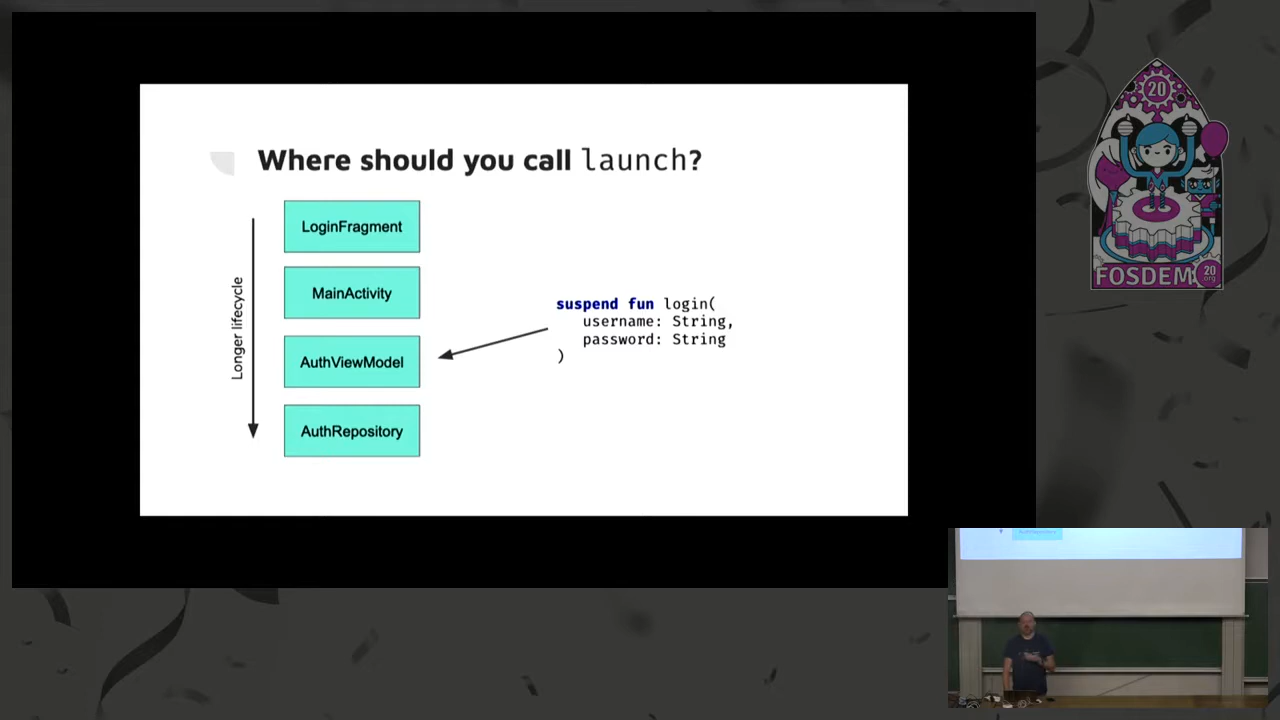 Where should you call launch?
LoginFragment
MainActivity
AuthViewModel
AuthRepository
Longer lifecycle
suspend fun login(
username: String,
password: String
)
20
FOSDEM
20
.org